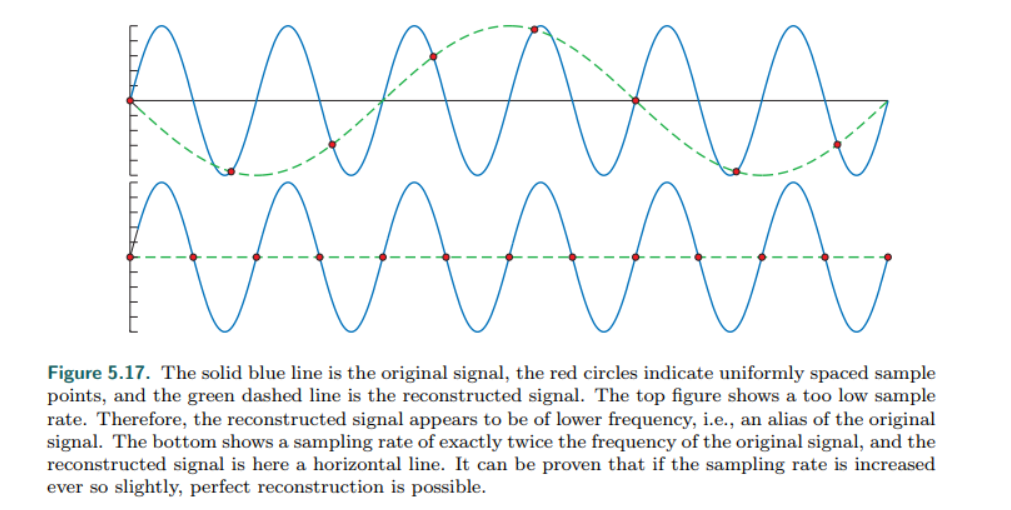 Figure 5.17. The solid blue line is the original signal, the red circles indicate uniformly spaced sample
points, and the green dashed line is the reconstructed signal. The top figure shows a too low sample
rate. Therefore, the reconstructed signal appears to be of lower frequency, i.e., an alias of the original
signal. The bottom shows a sampling rate of exactly twice the frequency of the original signal, and the
reconstructed signal is here a horizontal line. It can be proven that if the sampling rate is increased
ever so slightly, perfect reconstruction is possible.